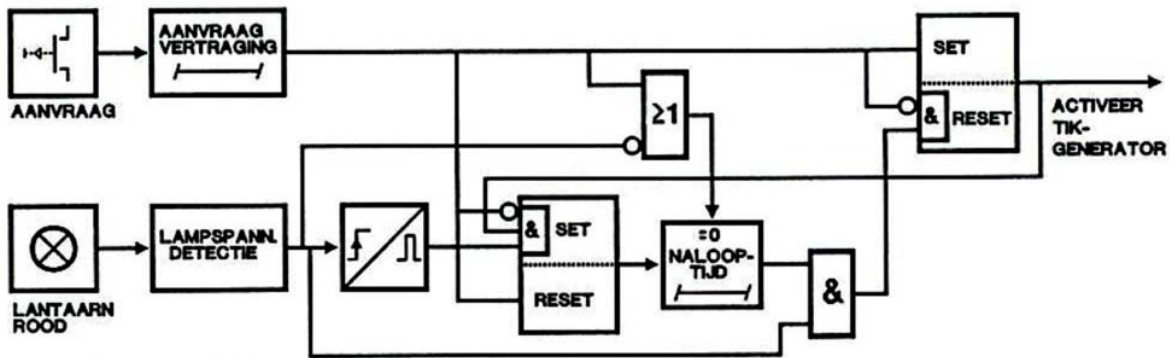 AANVRAAG
VERTRAGING
AANVRAAG
SET
&
RESET
ACTIVEER
TIK-
GENERATOR
≥1
LANTAARN
ROOD
LAMPSPANN.
DETECTIE
&
SET
RESET
=0
NALOOP-
TIJD
&